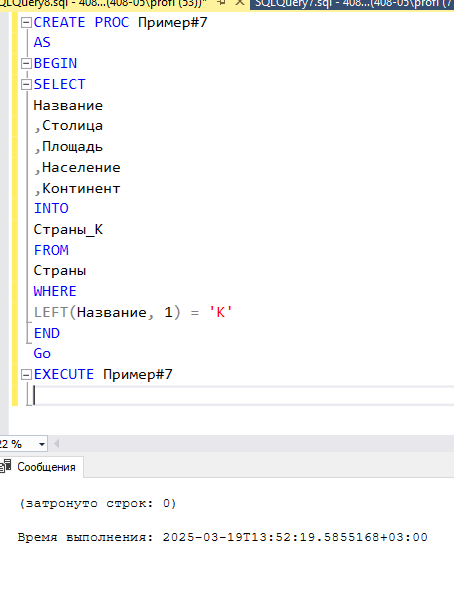 QLQuery8.sql - 408...(408-05\profi (53))*
SQLQuery7.sql - 408...(408-05\profi (7
CREATE PROC Пример#7
AS
BEGIN
SELECT
Название
,Столица
,Площадь
,Население
,Континент
INTO
Страны_К
FROM
Страны
WHERE
LEFT(Название, 1) = 'К'
END
Go
EXECUTE Пример#7
22 %
Сообщения
(затронуто строк: 0)
Время выполнения: 2025-03-19T13:52:19.5855168+03:00